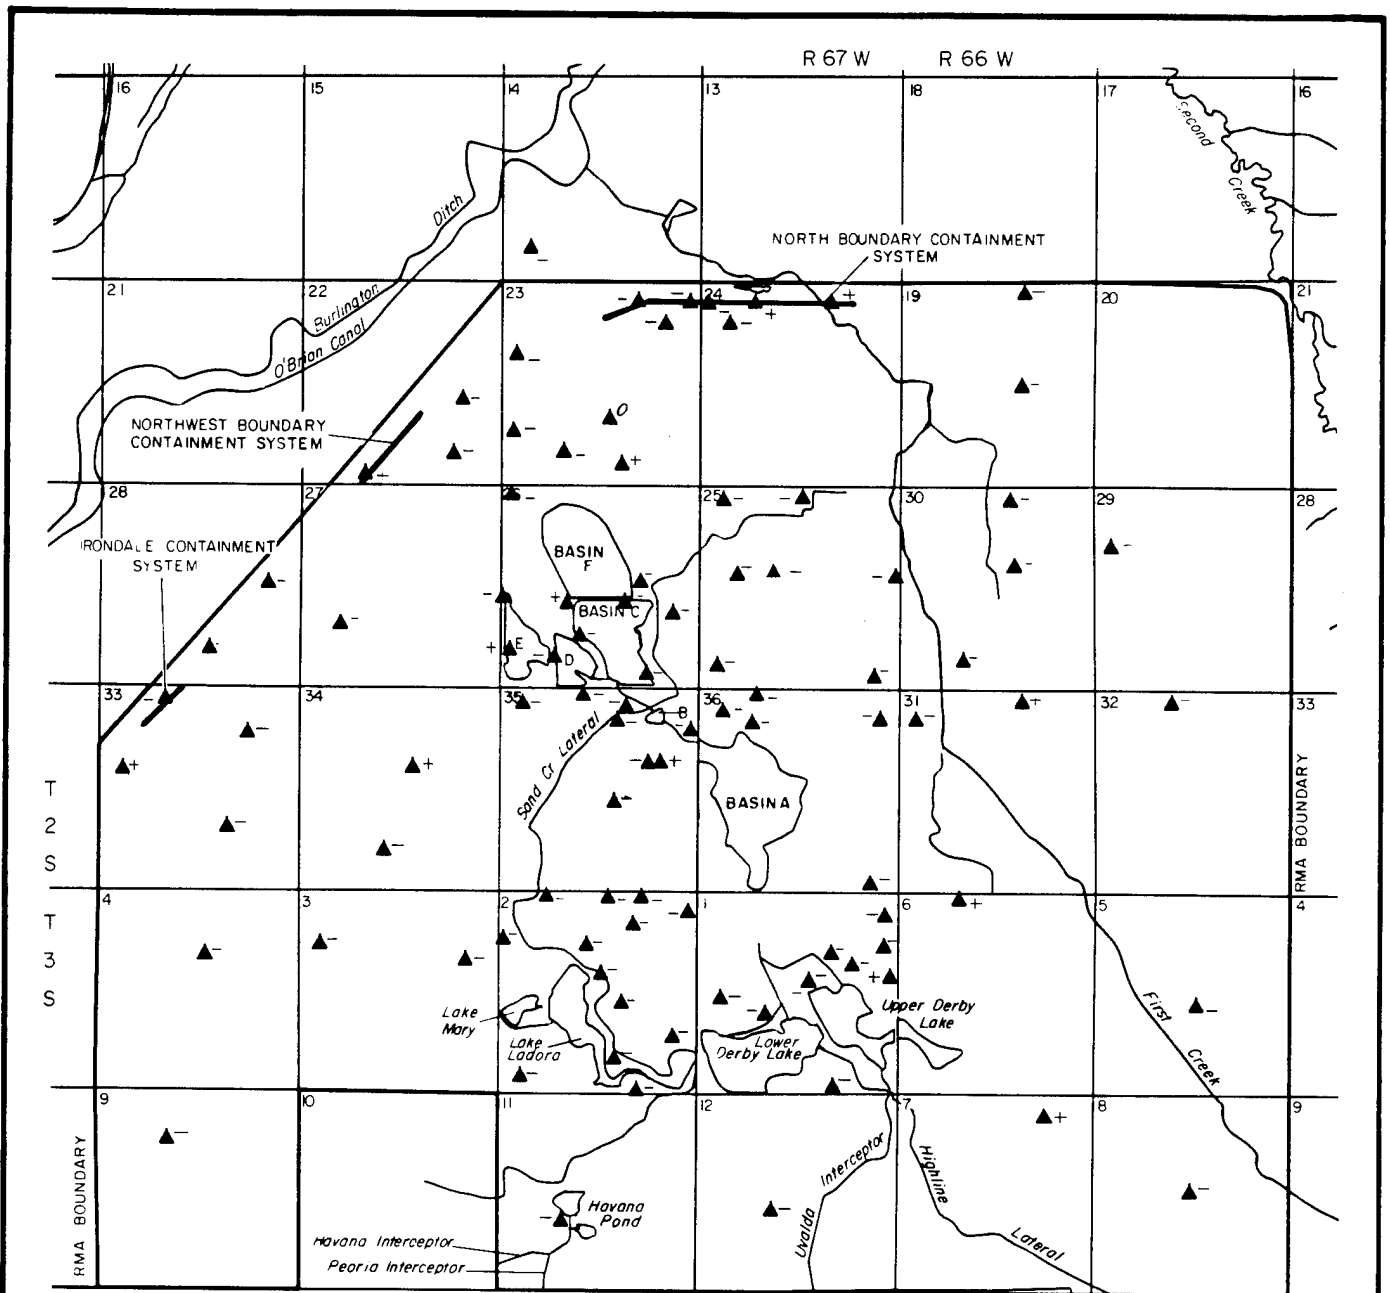 R 67 W R 66 W
16 15 14 13 18 17 16
Second
Creek
Ditch
NORTH BOUNDARY CONTAINMENT
SYSTEM
21 22 23 24 19 20 21
Burlington
O'Brian Canal
NORTHWEST BOUNDARY
CONTAINMENT SYSTEM
O
28 27 26 25 30 29 28
IRONDALE CONTAINMENT
SYSTEM
BASIN
F
BASIN C
E
D
33 34 35 36 31 32 33
B
Sand Cr Lateral
BASIN A
T
2
S
RMA BOUNDARY
4 3 2 1 6 5 4
T
3
S
Lake
Mary
Lake
Ladora
Lower
Derby Lake
Upper Derby
Lake
First
Creek
9 10 11 12 7 8 9
RMA BOUNDARY
Havana
Pond
Havana Interceptor
Peoria Interceptor
Uvalda
Interceptor
Highline
Lateral